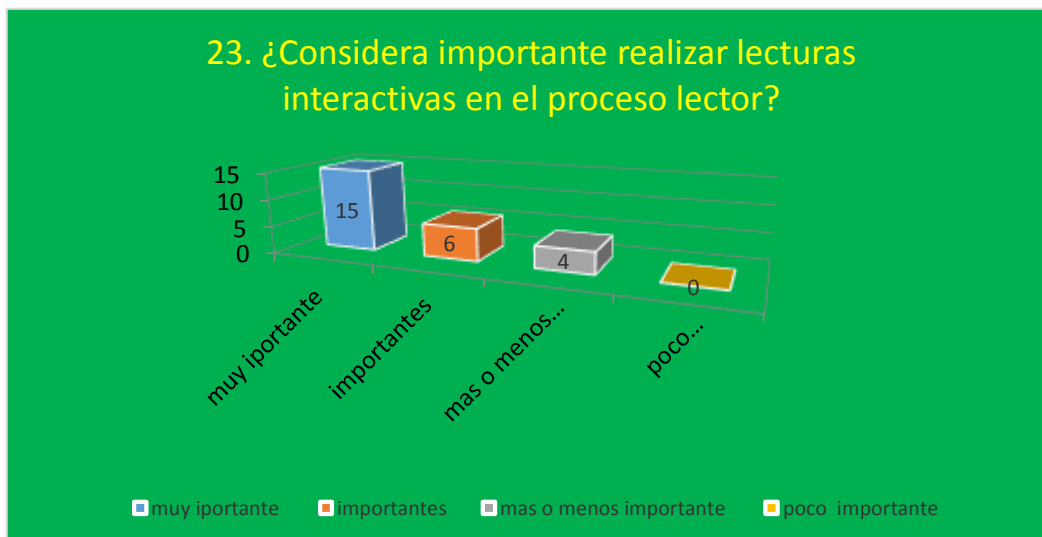 23. ¿Considera importante realizar lecturas
interactivas en el proceso lector?
15
10
5
0
15
6
4
0
muy iportante
importantes
mas o menos...
poco...
muy iportante importantes mas o menos importante poco importante